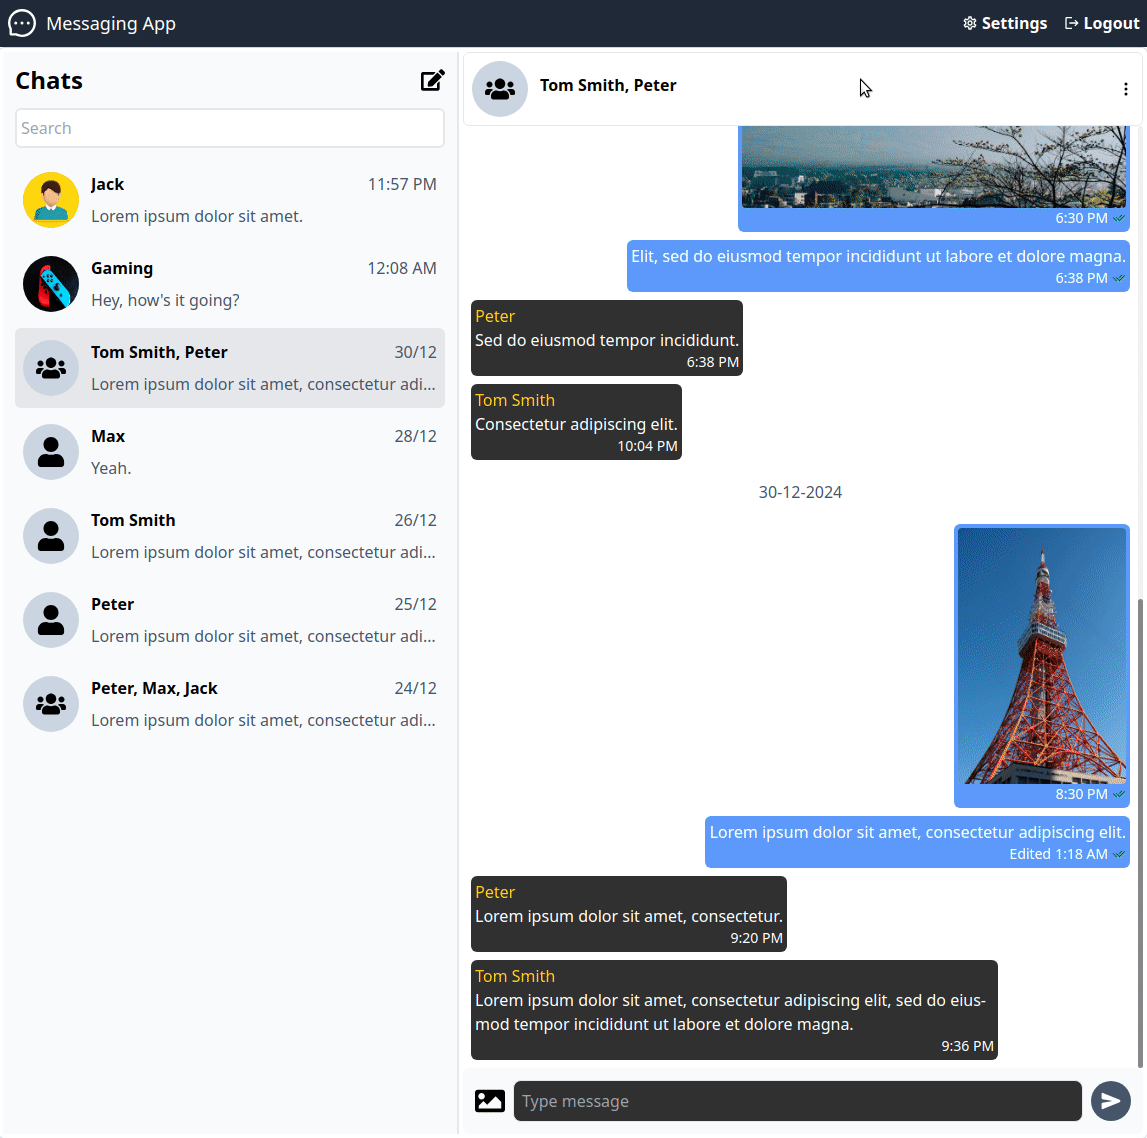 Messaging App
Settings
Logout
Chats
Search
Jack
11:57 PM
Lorem ipsum dolor sit amet.
Gaming
12:08 AM
Hey, how's it going?
Tom Smith, Peter
30/12
Lorem ipsum dolor sit amet, consectetur adi...
Max
28/12
Yeah.
Tom Smith
26/12
Lorem ipsum dolor sit amet, consectetur adi...
Peter
25/12
Lorem ipsum dolor sit amet, consectetur adi...
Peter, Max, Jack
24/12
Lorem ipsum dolor sit amet, consectetur adi...
Tom Smith, Peter
6:30 PM
Elit, sed do eiusmod tempor incididunt ut labore et dolore magna.
6:38 PM
Peter
Sed do eiusmod tempor incididunt.
6:38 PM
Tom Smith
Consectetur adipiscing elit.
10:04 PM
30-12-2024
8:30 PM
Lorem ipsum dolor sit amet, consectetur adipiscing elit.
Edited 1:18 AM
Peter
Lorem ipsum dolor sit amet, consectetur.
9:20 PM
Tom Smith
Lorem ipsum dolor sit amet, consectetur adipiscing elit, sed do eius-
mod tempor incididunt ut labore et dolore magna.
9:36 PM
Type message